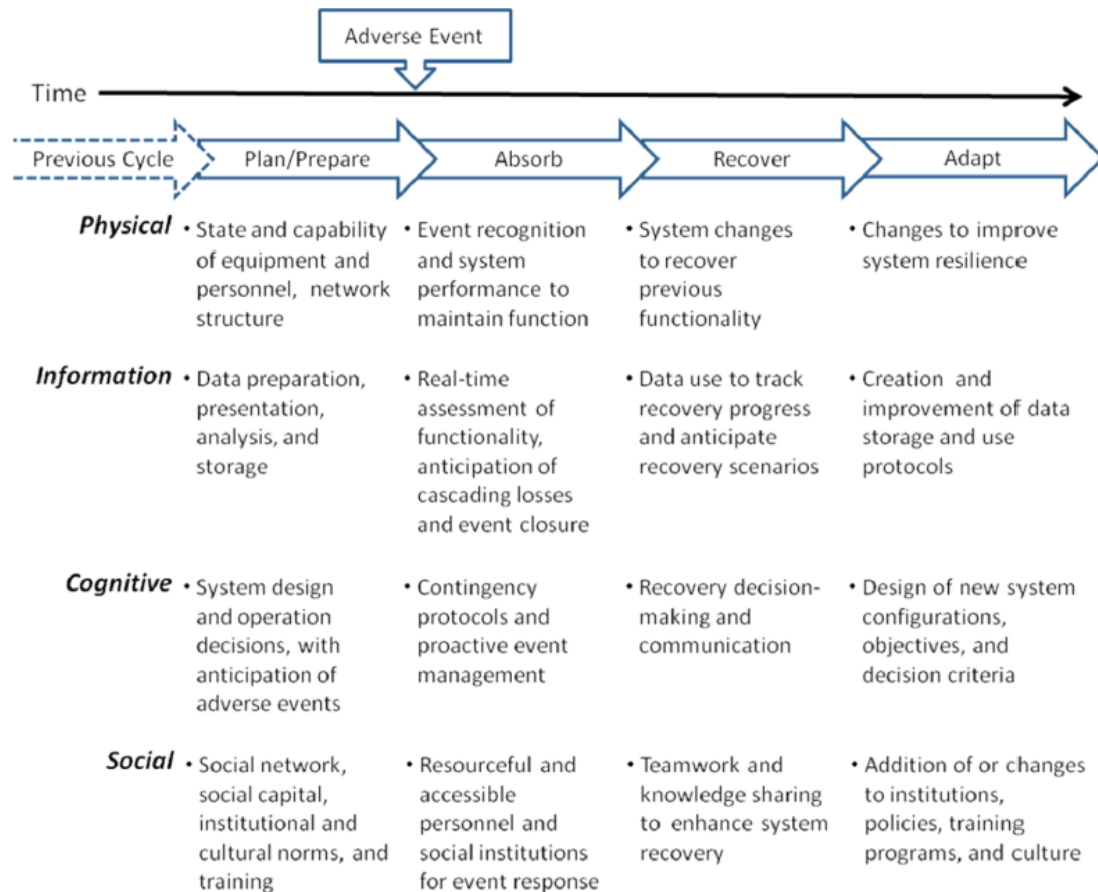 Adverse Event
Time
Previous Cycle
Plan/Prepare
Absorb
Recover
Adapt
Physical
• State and capability
of equipment and
personnel, network
structure
• Event recognition
and system
performance to
maintain function
• System changes
to recover
previous
functionality
• Changes to improve
system resilience
Information
• Data preparation,
presentation,
analysis, and
storage
• Real-time
assessment of
functionality,
anticipation of
cascading losses
and event closure
• Data use to track
recovery progress
and anticipate
recovery scenarios
• Creation and
improvement of data
storage and use
protocols
Cognitive
• System design
and operation
decisions, with
anticipation of
adverse events
• Contingency
protocols and
proactive event
management
• Recovery decision-
making and
communication
• Design of new system
configurations,
objectives, and
decision criteria
Social
• Social network,
social capital,
institutional and
cultural norms, and
training
• Resourceful and
accessible
personnel and
social institutions
for event response
• Teamwork and
knowledge sharing
to enhance system
recovery
• Addition of or changes
to institutions,
policies, training
programs, and culture